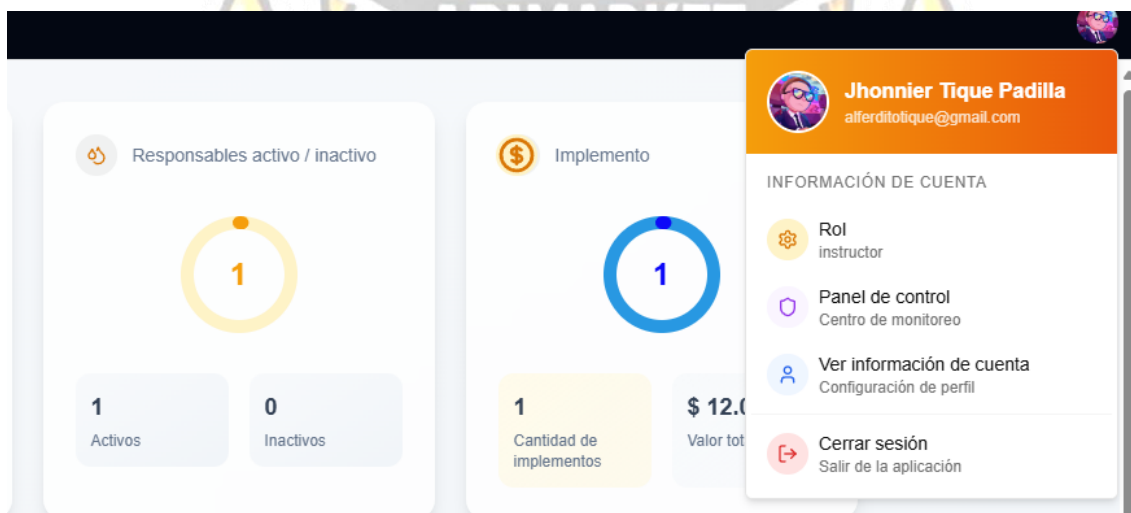 Jhonnier Tique Padilla
alferditotique@gmail.com
Responsables activo / inactivo
1
1
Activos
0
Inactivos
Implemento
1
1
Cantidad de
implementos
$ 12.0
Valor tot
INFORMACIÓN DE CUENTA
Rol
instructor
Panel de control
Centro de monitoreo
Ver información de cuenta
Configuración de perfil
Cerrar sesión
Salir de la aplicación